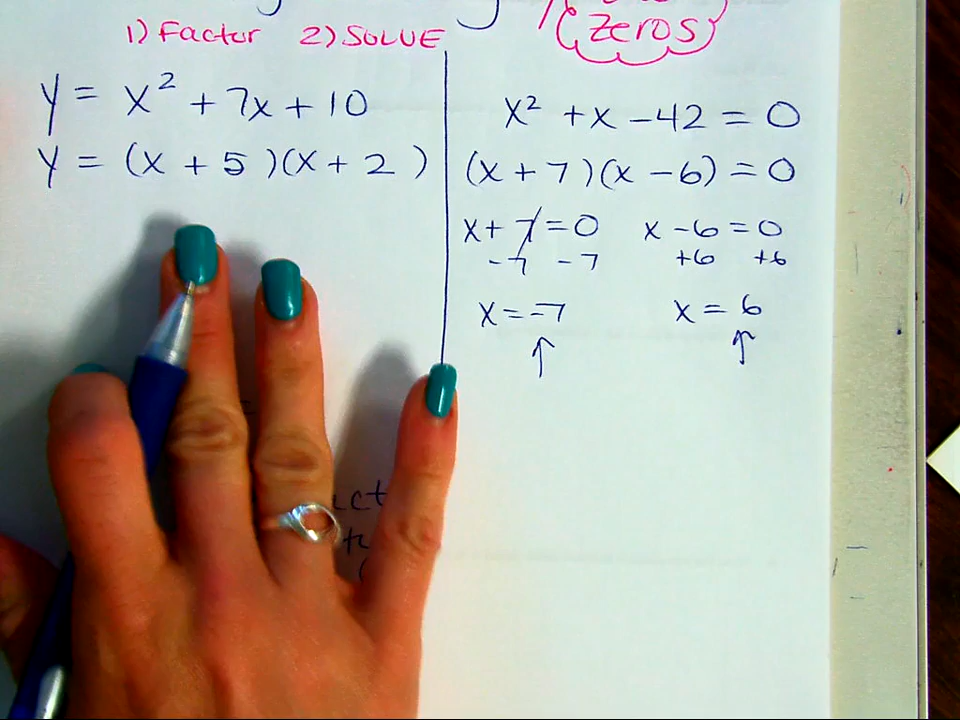 1) Factor 2) SOLVE
zeros
y = x² + 7x + 10
y = (x + 5 )(x + 2 )
x² + x - 42 = 0
(x + 7 )(x - 6) = 0
x + 7 = 0 x - 6 = 0
-7 -7 +6 +6
x = -7 x = 6
↑ ↑